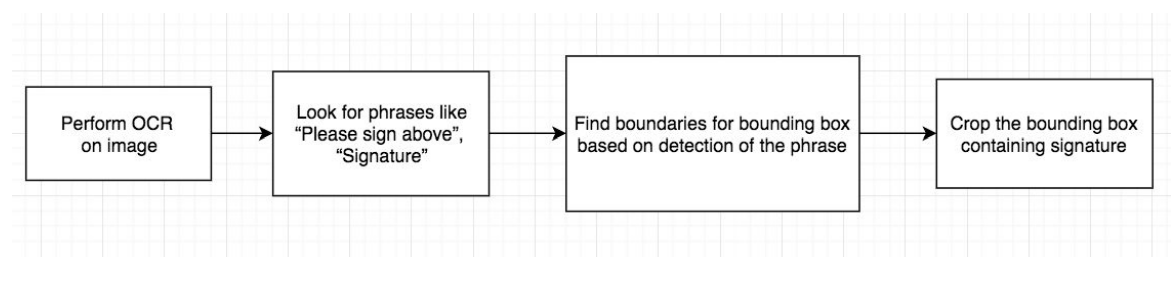 Perform OCR
on image
Look for phrases like
“Please sign above”,
“Signature”
Find boundaries for bounding box
based on detection of the phrase
Crop the bounding box
containing signature